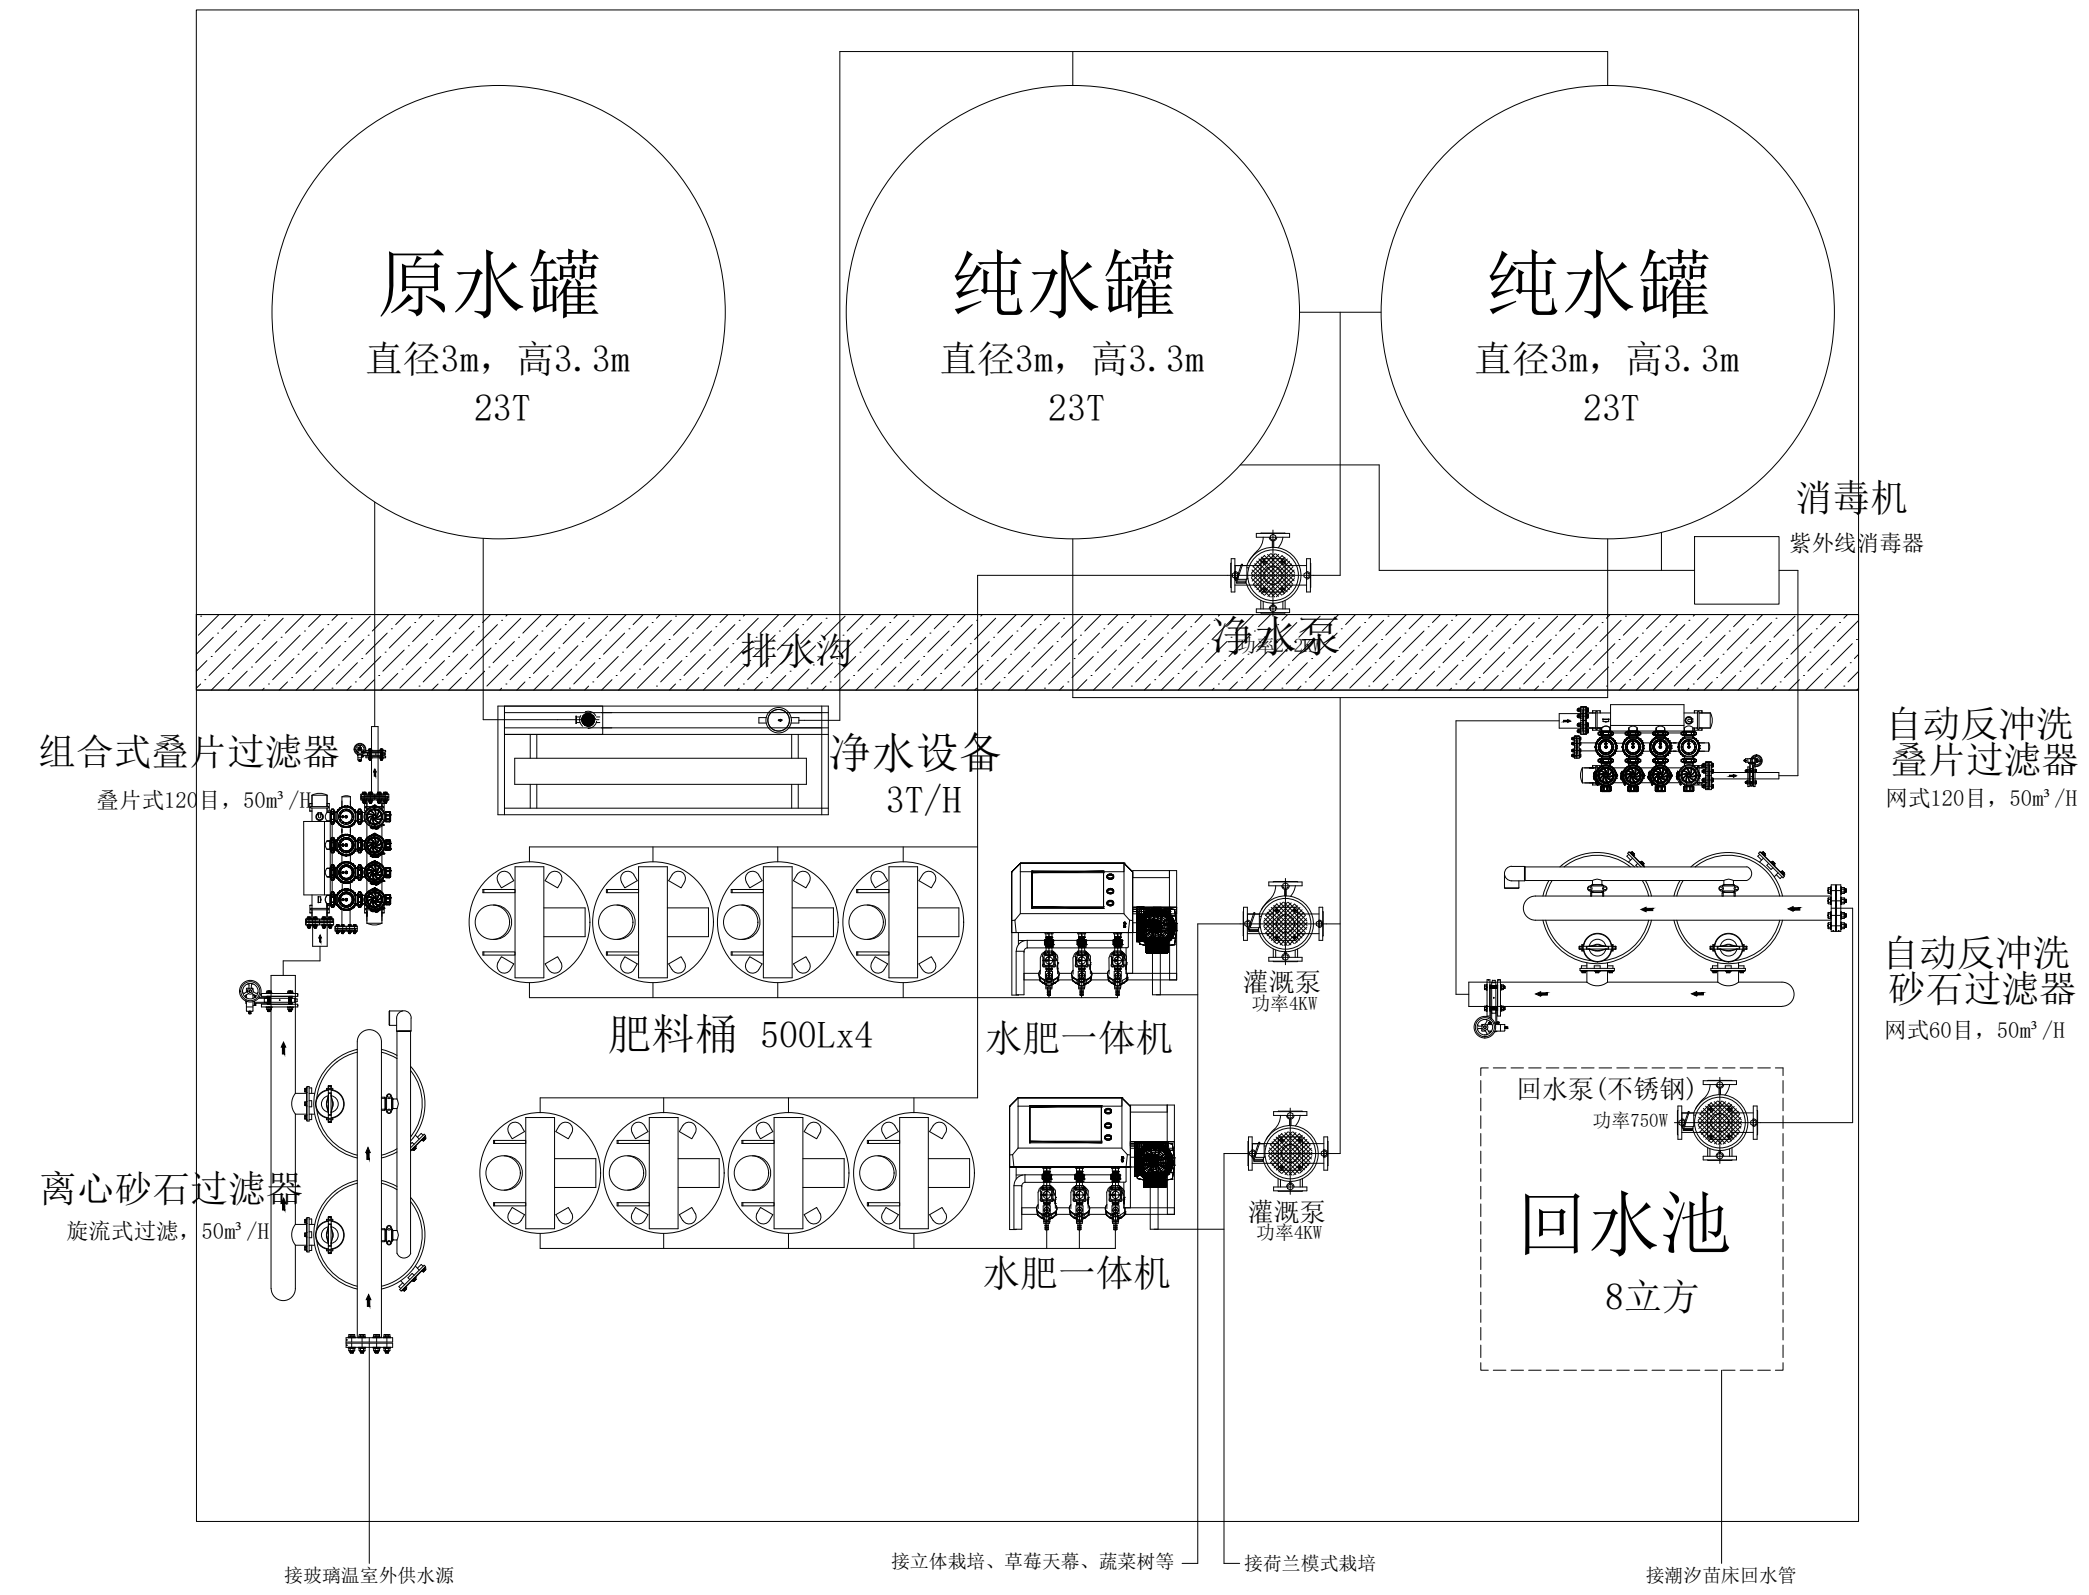 原水罐
直径3m，高3.3m
23T
纯水罐
直径3m，高3.3m
23T
纯水罐
直径3m，高3.3m
23T
消毒机
紫外线消毒器
排水沟
净水泵
组合式叠片过滤器
叠片式120目，50m³/H
净水设备
3T/H
自动反冲洗
叠片过滤器
网式120目，50m³/H
自动反冲洗
砂石过滤器
网式60目，50m³/H
肥料桶 500Lx4
水肥一体机
灌溉泵
功率4KW
离心砂石过滤器
旋流式过滤，50m³/H
水肥一体机
灌溉泵
功率4KW
回水泵(不锈钢)
功率750W
回水池
8立方
接玻璃温室外供水源
接立体栽培、草莓天幕、蔬菜树等
接荷兰模式栽培
接潮汐苗床回水管